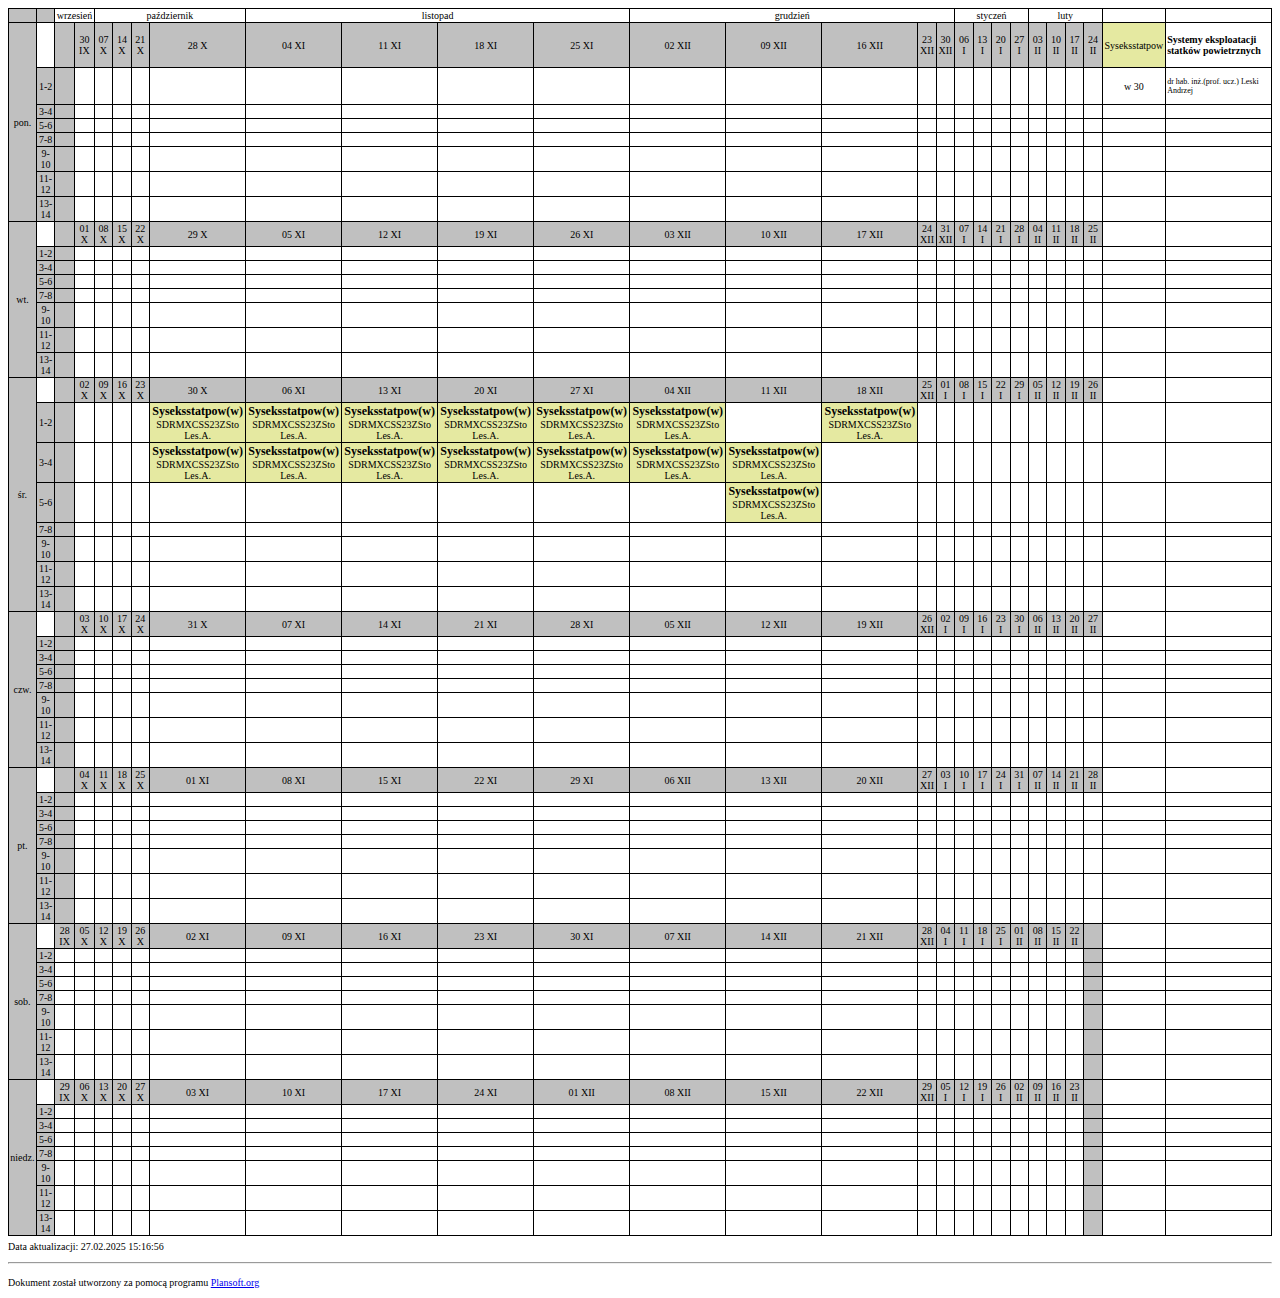 wrzesień październik listopad grudzień styczeń luty
pon. 30 IX 07 X 14 X 21 X 28 X 04 XI 11 XI 18 XI 25 XI 02 XII 09 XII 16 XII 23 XII 30 XII 06 I 13 I 20 I 27 I 03 II 10 II 17 II 24 II Syseksstatpow Systemy eksploatacji statków powietrznych
1-2 w 30 dr hab. inż.(prof. ucz.) Leski Andrzej
3-4
5-6
7-8
9-10
11-12
13-14
wt. 01 X 08 X 15 X 22 X 29 X 05 XI 12 XI 19 XI 26 XI 03 XII 10 XII 17 XII 24 XII 31 XII 07 I 14 I 21 I 28 I 04 II 11 II 18 II 25 II
1-2
3-4
5-6
7-8
9-10
11-12
13-14
śr. 02 X 09 X 16 X 23 X 30 X 06 XI 13 XI 20 XI 27 XI 04 XII 11 XII 18 XII 25 XII 01 I 08 I 15 I 22 I 29 I 05 II 12 II 19 II 26 II
1-2 Syseksstatpow(w) Syseksstatpow(w) Syseksstatpow(w) Syseksstatpow(w) Syseksstatpow(w) Syseksstatpow(w) Syseksstatpow(w)
SDRMXCSS23ZSto SDRMXCSS23ZSto SDRMXCSS23ZSto SDRMXCSS23ZSto SDRMXCSS23ZSto SDRMXCSS23ZSto SDRMXCSS23ZSto
Les.A. Les.A. Les.A. Les.A. Les.A. Les.A. Les.A.
3-4 Syseksstatpow(w) Syseksstatpow(w) Syseksstatpow(w) Syseksstatpow(w) Syseksstatpow(w) Syseksstatpow(w) Syseksstatpow(w)
SDRMXCSS23ZSto SDRMXCSS23ZSto SDRMXCSS23ZSto SDRMXCSS23ZSto SDRMXCSS23ZSto SDRMXCSS23ZSto SDRMXCSS23ZSto
Les.A. Les.A. Les.A. Les.A. Les.A. Les.A. Les.A.
5-6 Syseksstatpow(w)
SDRMXCSS23ZSto
Les.A.
7-8
9-10
11-12
13-14
czw. 03 X 10 X 17 X 24 X 31 X 07 XI 14 XI 21 XI 28 XI 05 XII 12 XII 19 XII 26 XII 02 I 09 I 16 I 23 I 30 I 06 II 13 II 20 II 27 II
1-2
3-4
5-6
7-8
9-10
11-12
13-14
pt. 04 X 11 X 18 X 25 X 01 XI 08 XI 15 XI 22 XI 29 XI 06 XII 13 XII 20 XII 27 XII 03 I 10 I 17 I 24 I 31 I 07 II 14 II 21 II 28 II
1-2
3-4
5-6
7-8
9-10
11-12
13-14
sob. 28 IX 05 X 12 X 19 X 26 X 02 XI 09 XI 16 XI 23 XI 30 XI 07 XII 14 XII 21 XII 28 XII 04 I 11 I 18 I 25 I 01 II 08 II 15 II 22 II
1-2
3-4
5-6
7-8
9-10
11-12
13-14
niedz. 29 IX 06 X 13 X 20 X 27 X 03 XI 10 XI 17 XI 24 XI 01 XII 08 XII 15 XII 22 XII 29 XII 05 I 12 I 19 I 26 I 02 II 09 II 16 II 23 II
1-2
3-4
5-6
7-8
9-10
11-12
13-14
Data aktualizacji: 27.02.2025 15:16:56
Dokument został utworzony za pomocą programu Plansoft.org